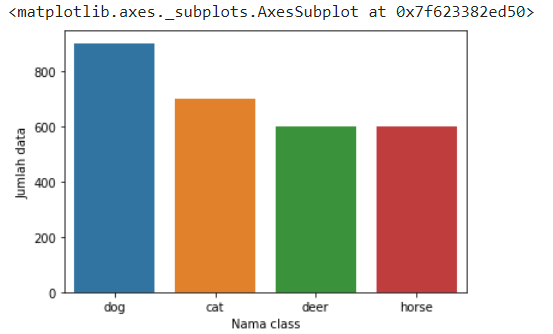 <matplotlib.axes._subplots.AxesSubplot at 0x7f623382ed50>
800
600
400
200
0
Jumlah data
dog cat deer horse
Nama class